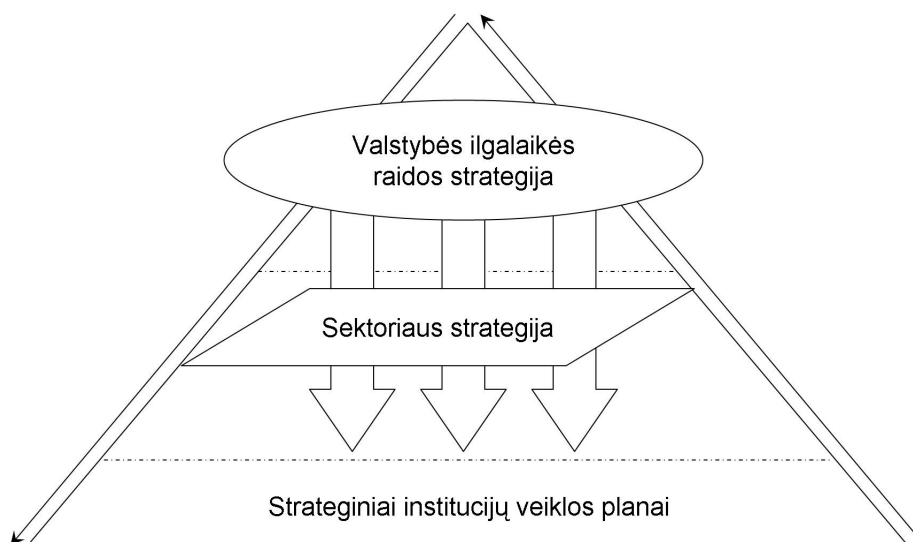 Valstybės ilgalaikės
raidos strategija
Sektoriaus strategija
Strateginiai institucijų veiklos planai